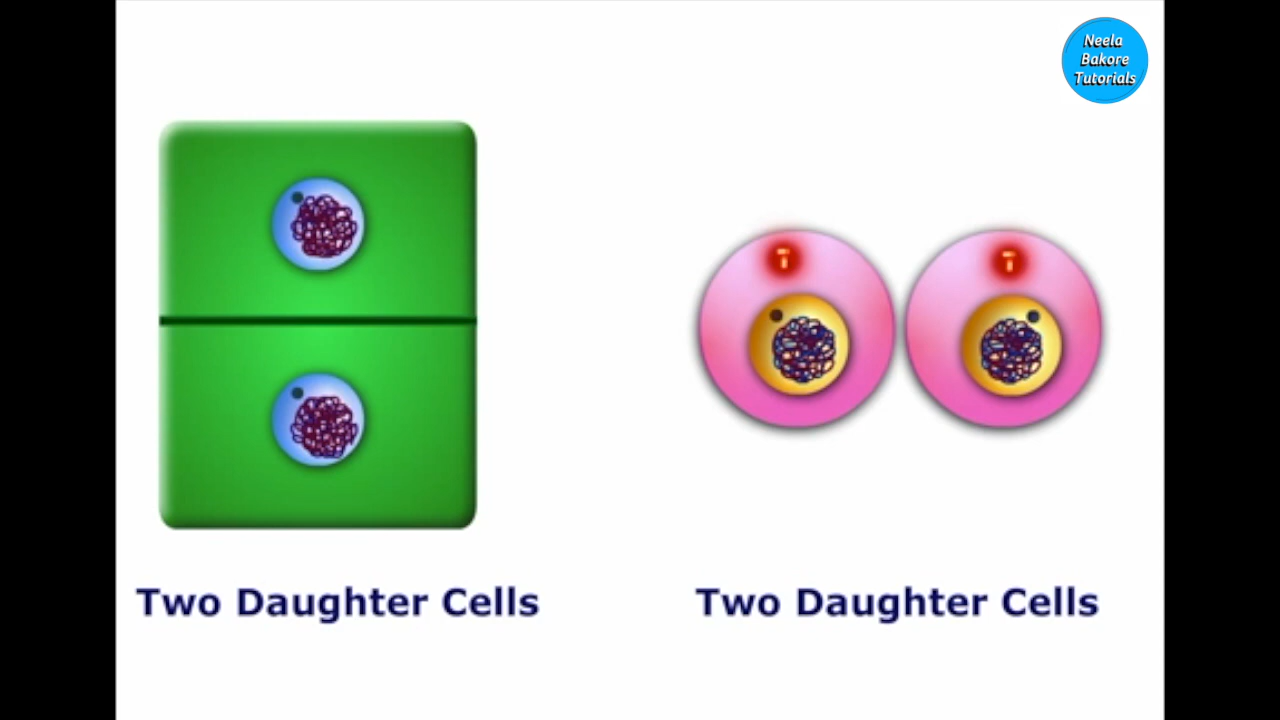 Neela
Bakore
Tutorials
T
T
Two Daughter Cells
Two Daughter Cells